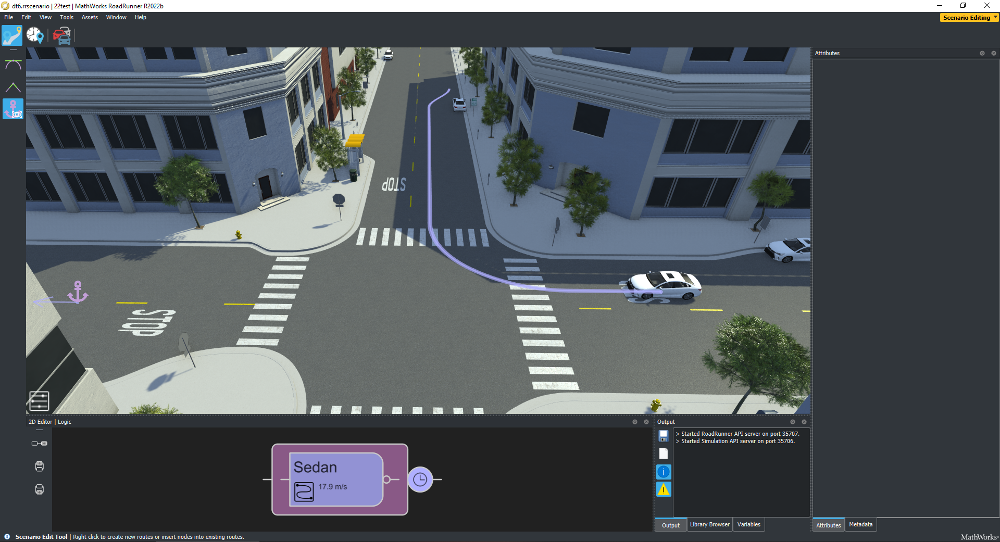 dt6.rrscenario | 22test | MathWorks RoadRunner R2022b
File Edit View Tools Assets Window Help
Scenario Editing
Attributes
STOP
STOP
2D Editor | Logic
Output
> Started RoadRunner API server on port 35707.
> Started Simulation API server on port 35706.
Sedan
17.9 m/s
Output Library Browser Variables
Attributes Metadata
Scenario Edit Tool | Right click to create new routes or insert nodes into existing routes.
MathWorks®